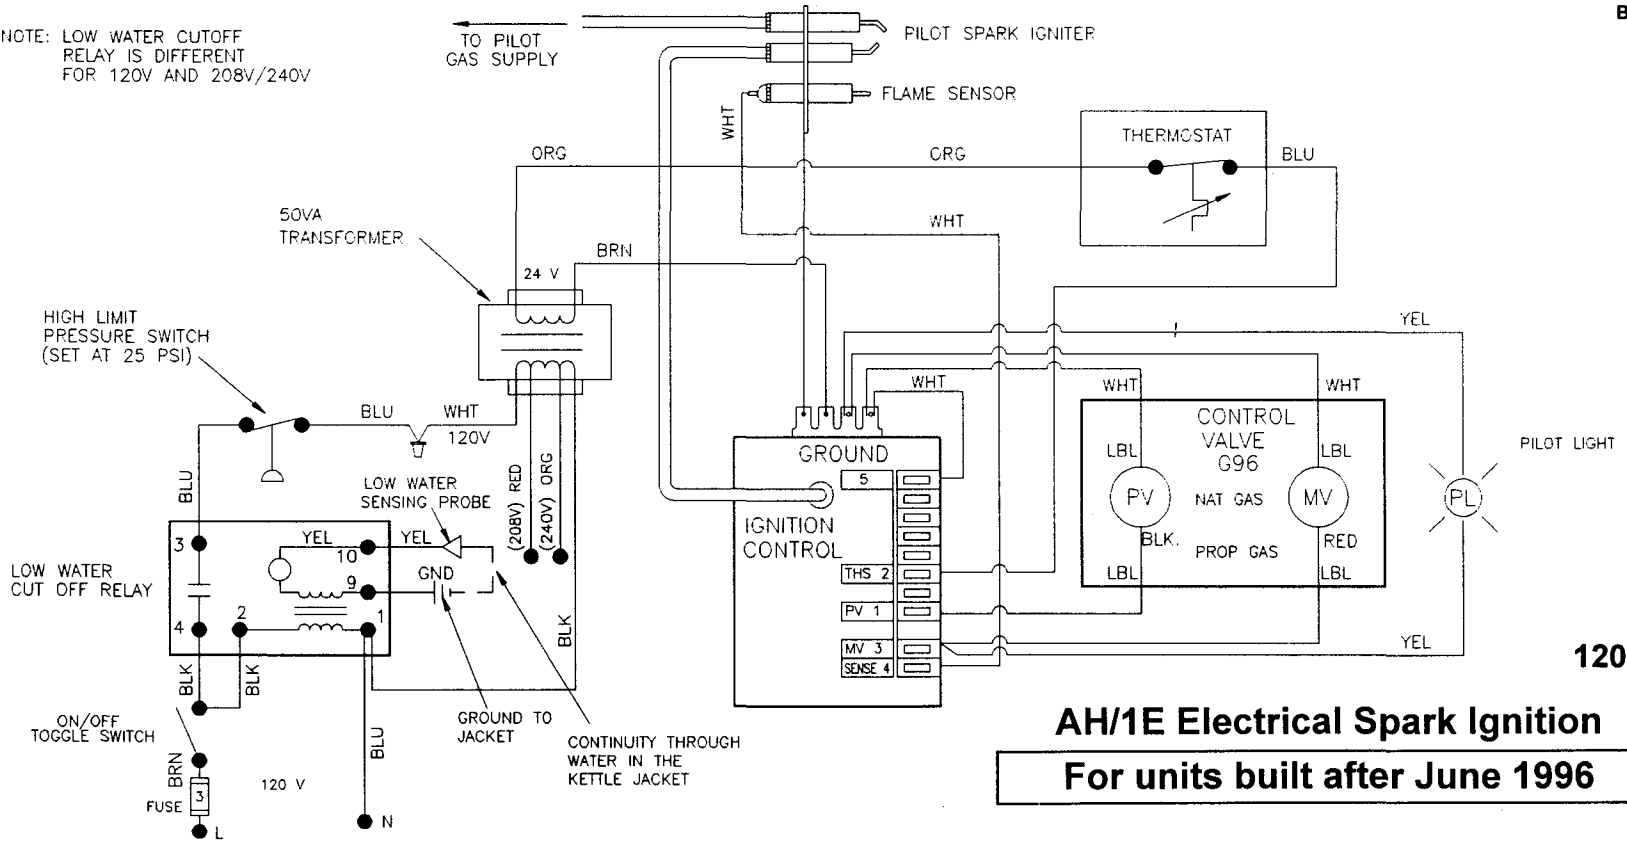 B
NOTE: LOW WATER CUTOFF
RELAY IS DIFFERENT
FOR 120V AND 208V/240V
TO PILOT
GAS SUPPLY
PILOT SPARK IGNITER
FLAME SENSOR
WHT
THERMOSTAT
ORG
ORG
BLU
50VA
TRANSFORMER
WHT
BRN
24 V
HIGH LIMIT
PRESSURE SWITCH
(SET AT 25 PSI)
YEL
BLU
WHT
120V
WHT
WHT
WHT
CONTROL
VALVE
G96
LBL
LBL
PV
MV
NAT GAS
PROP GAS
BLK.
RED
LBL
LBL
PILOT LIGHT
PL
GROUND
5
IGNITION
CONTROL
THS 2
PV 1
MV 3
SENSE 4
YEL
BLU
LOW WATER
SENSING PROBE
(208V) RED
(240V) ORG
3
YEL
10
YEL
GND
9
LOW WATER
CUT OFF RELAY
4
2
1
BLK
BLK
BLK
ON/OFF
TOGGLE SWITCH
BLU
GROUND TO
JACKET
CONTINUITY THROUGH
WATER IN THE
KETTLE JACKET
BRN
120 V
FUSE
3
L
N
120
AH/1E Electrical Spark Ignition
For units built after June 1996